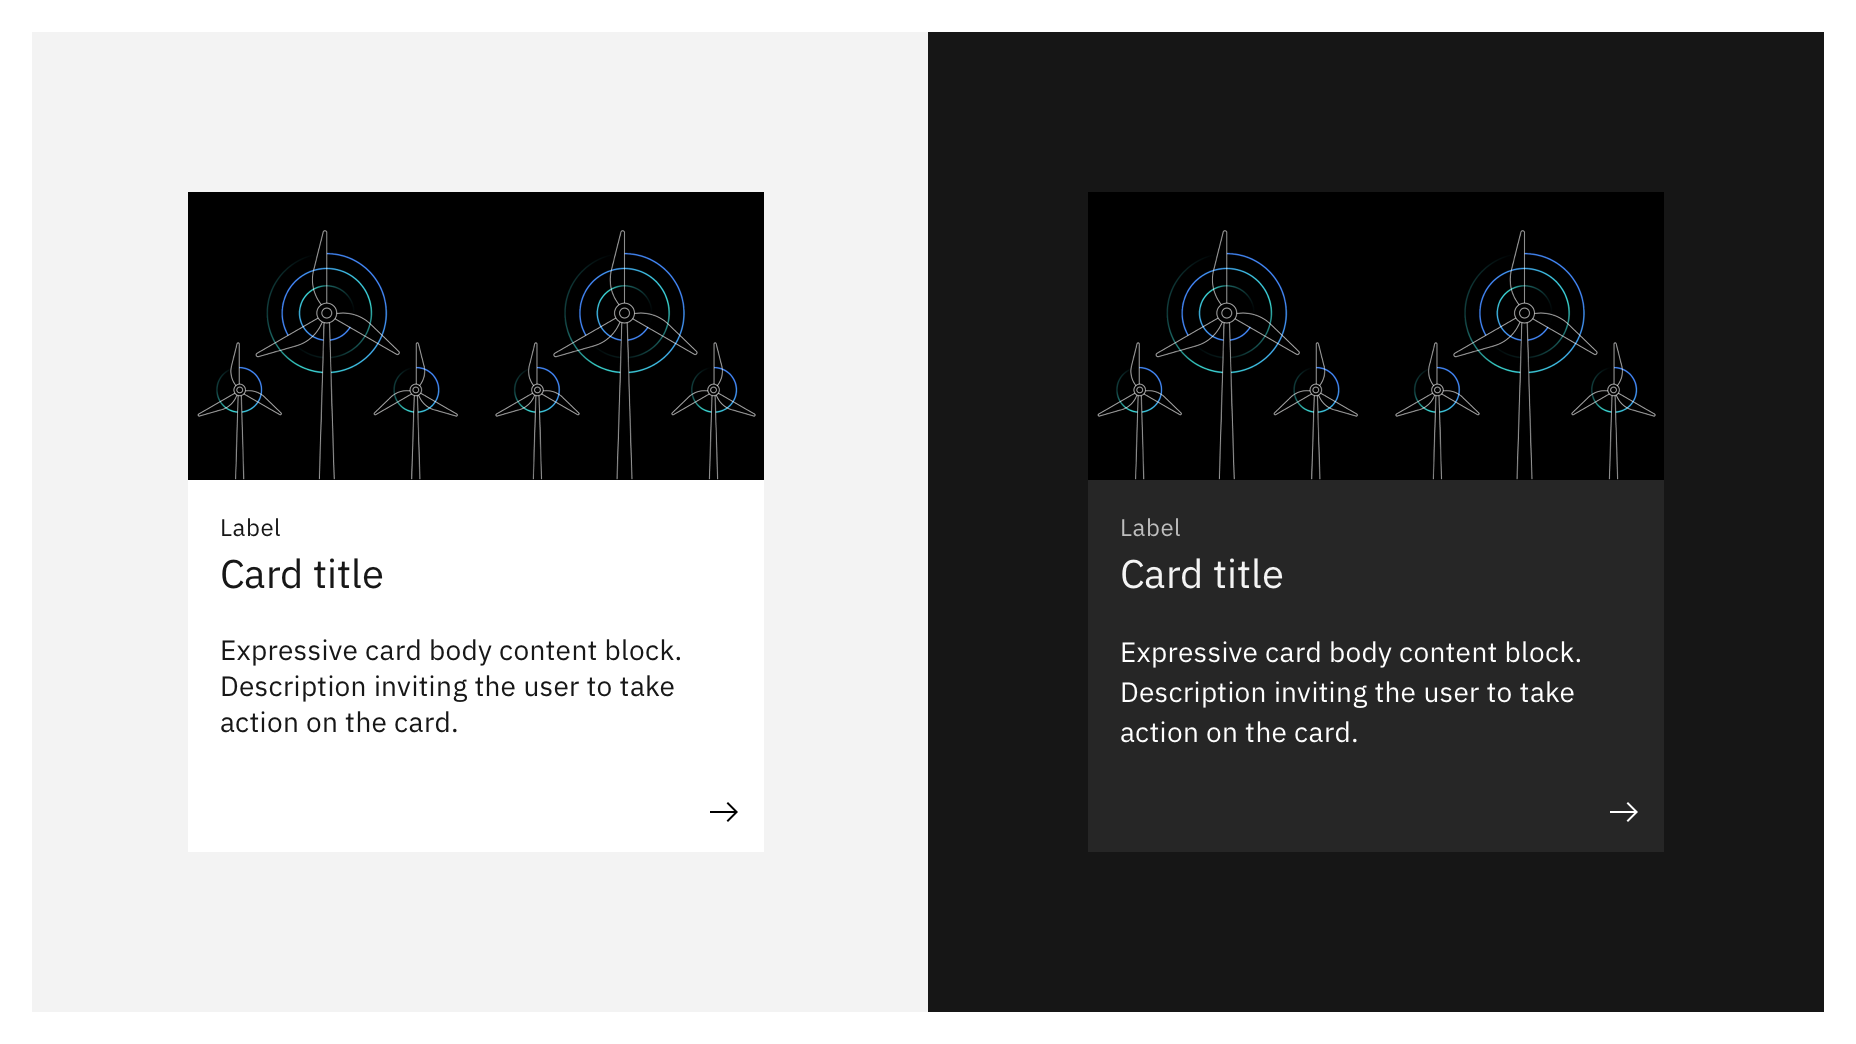 Label
Card title
Expressive card body content block.
Description inviting the user to take
action on the card.
Label
Card title
Expressive card body content block.
Description inviting the user to take
action on the card.